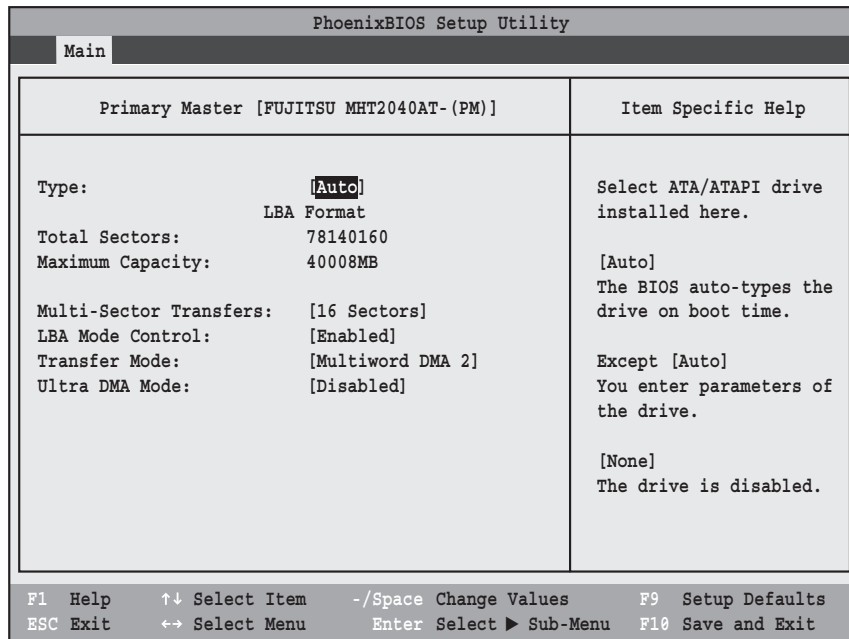 PhoenixBIOS Setup Utility
Main
Primary Master [FUJITSU MHT2040AT-(PM)]
Type: [Auto]
LBA Format
Total Sectors: 78140160
Maximum Capacity: 40008MB
Multi-Sector Transfers: [16 Sectors]
LBA Mode Control: [Enabled]
Transfer Mode: [Multiword DMA 2]
Ultra DMA Mode: [Disabled]
Item Specific Help
Select ATA/ATAPI drive
installed here.
[Auto]
The BIOS auto-types the
drive on boot time.
Except [Auto]
You enter parameters of
the drive.
[None]
The drive is disabled.
F1 Help ↑↓ Select Item -/Space Change Values F9 Setup Defaults
ESC Exit ←→ Select Menu Enter Select ▶ Sub-Menu F10 Save and Exit